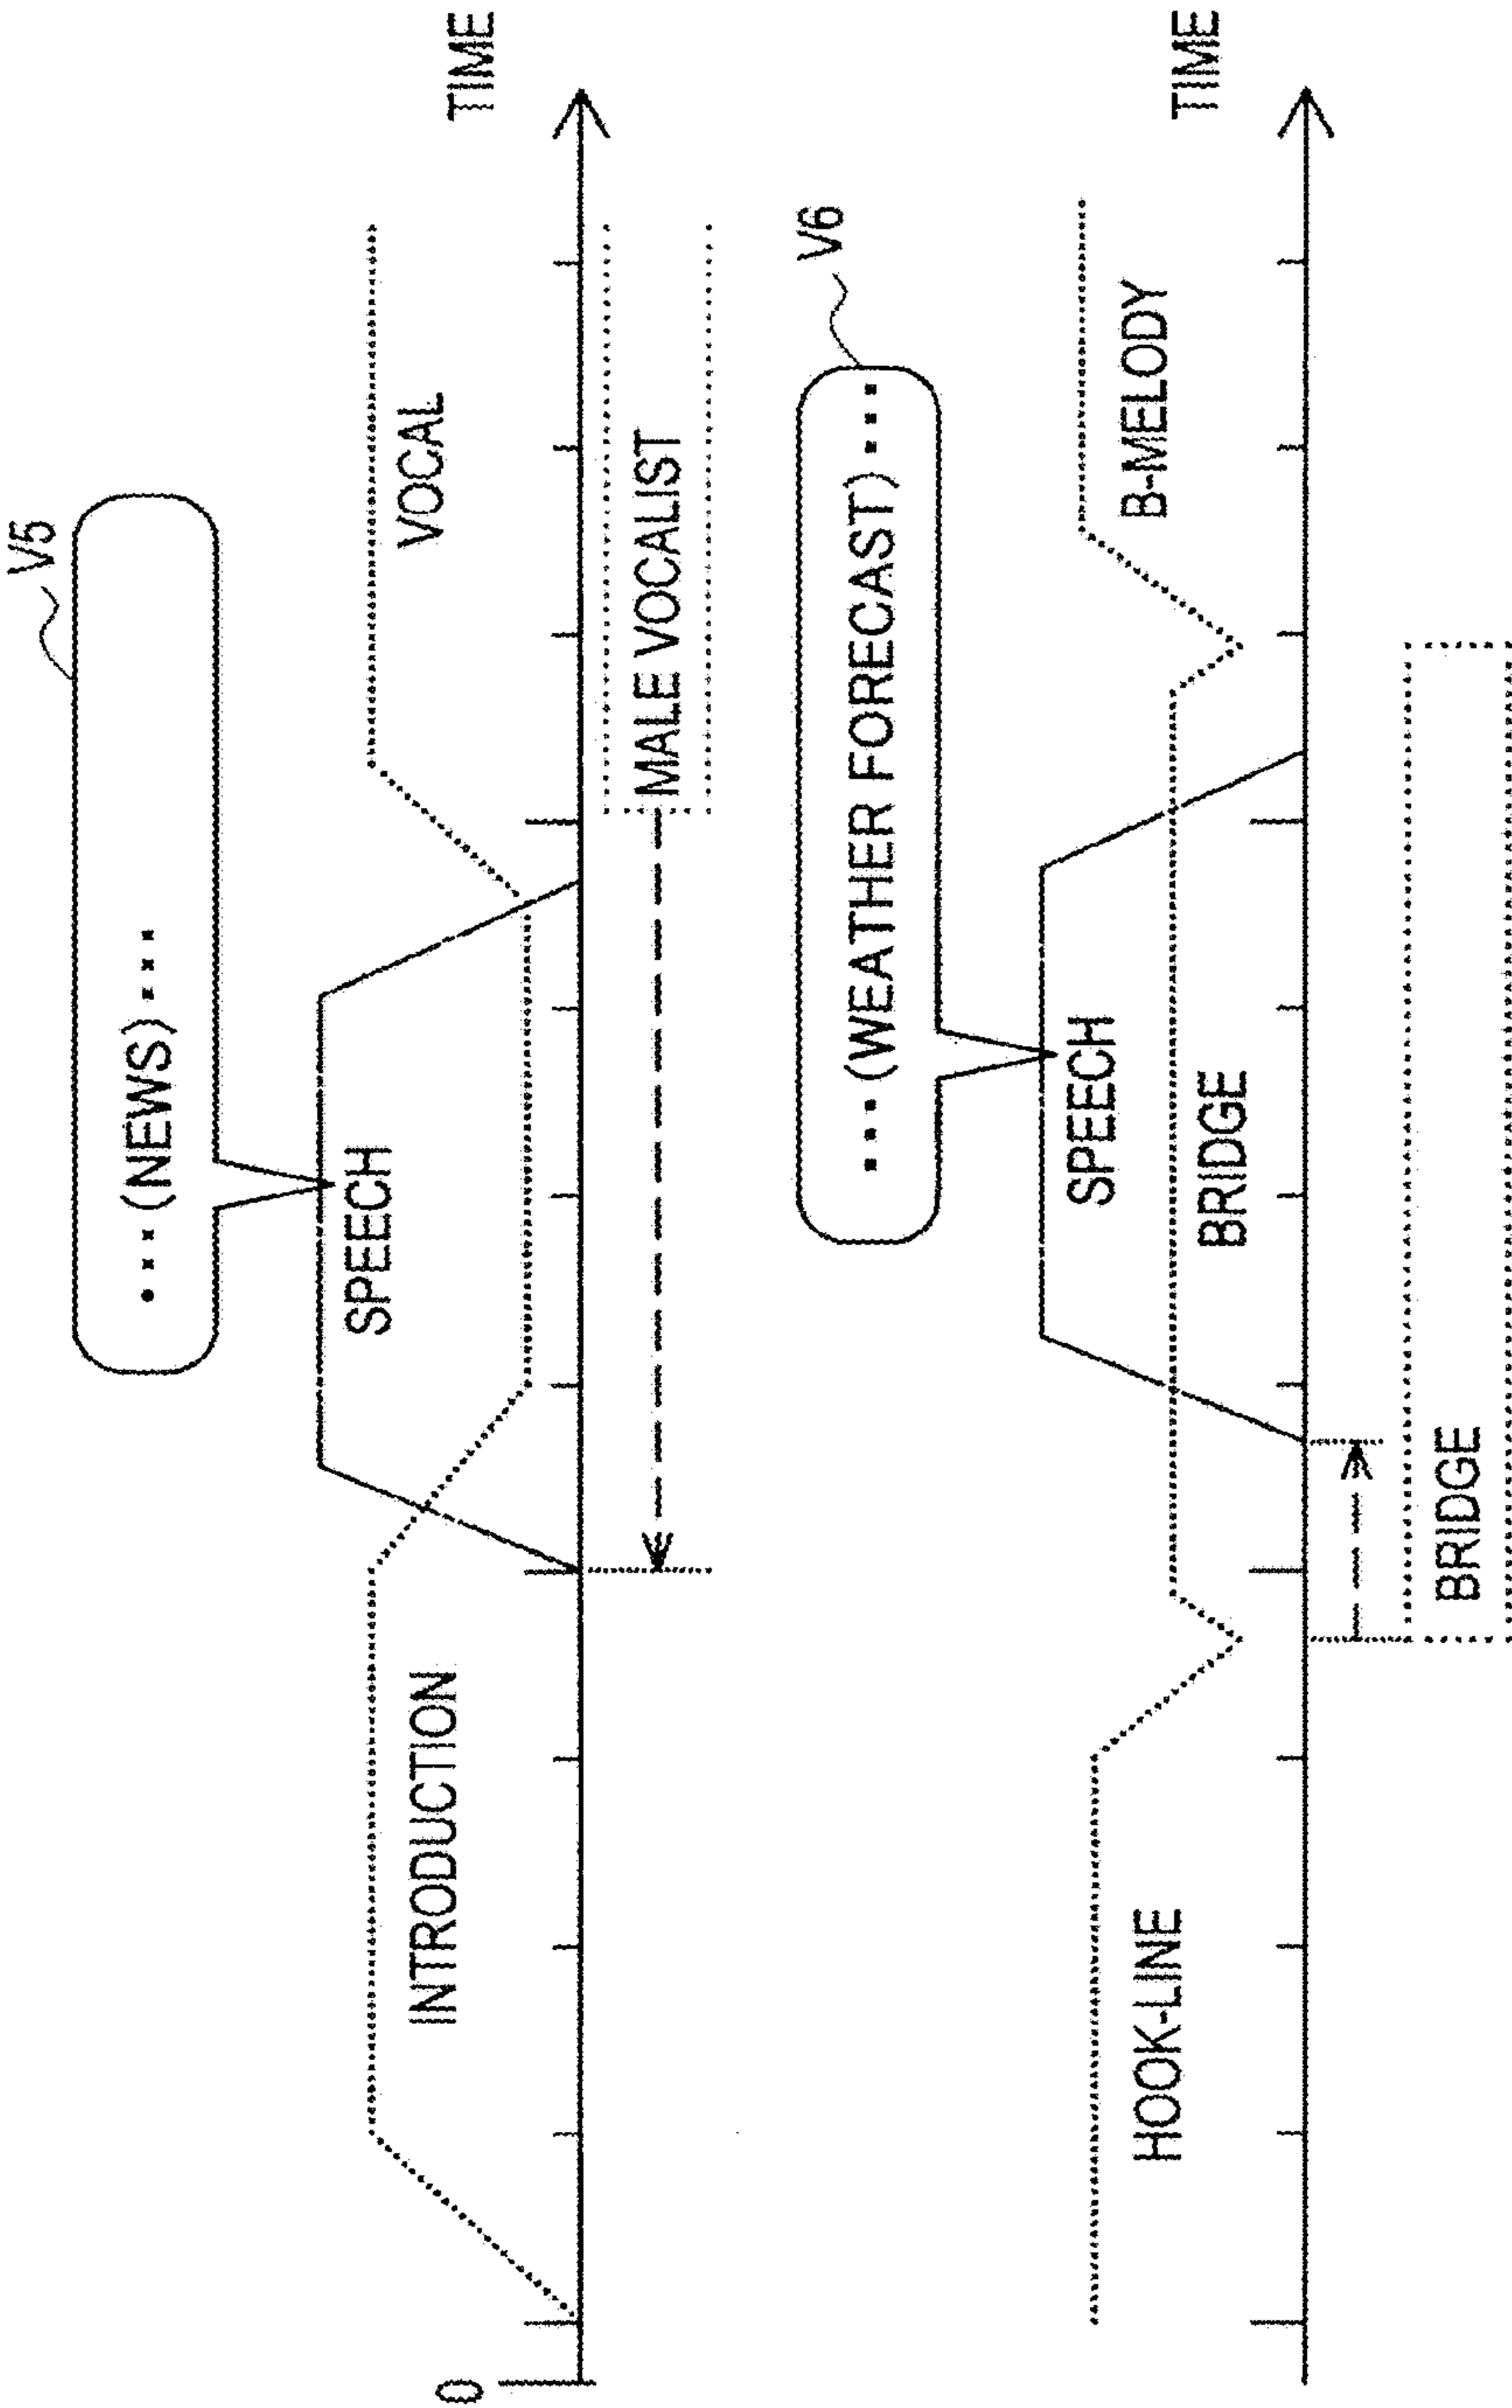 V5
• • • (NEWS) • • •
SPEECH
INTRODUCTION
VOCAL
0
TIME
MALE VOCALIST
V6
• • • (WEATHER FORECAST) • • •
SPEECH
HOOK-LINE
BRIDGE
B-MELODY
TIME
BRIDGE